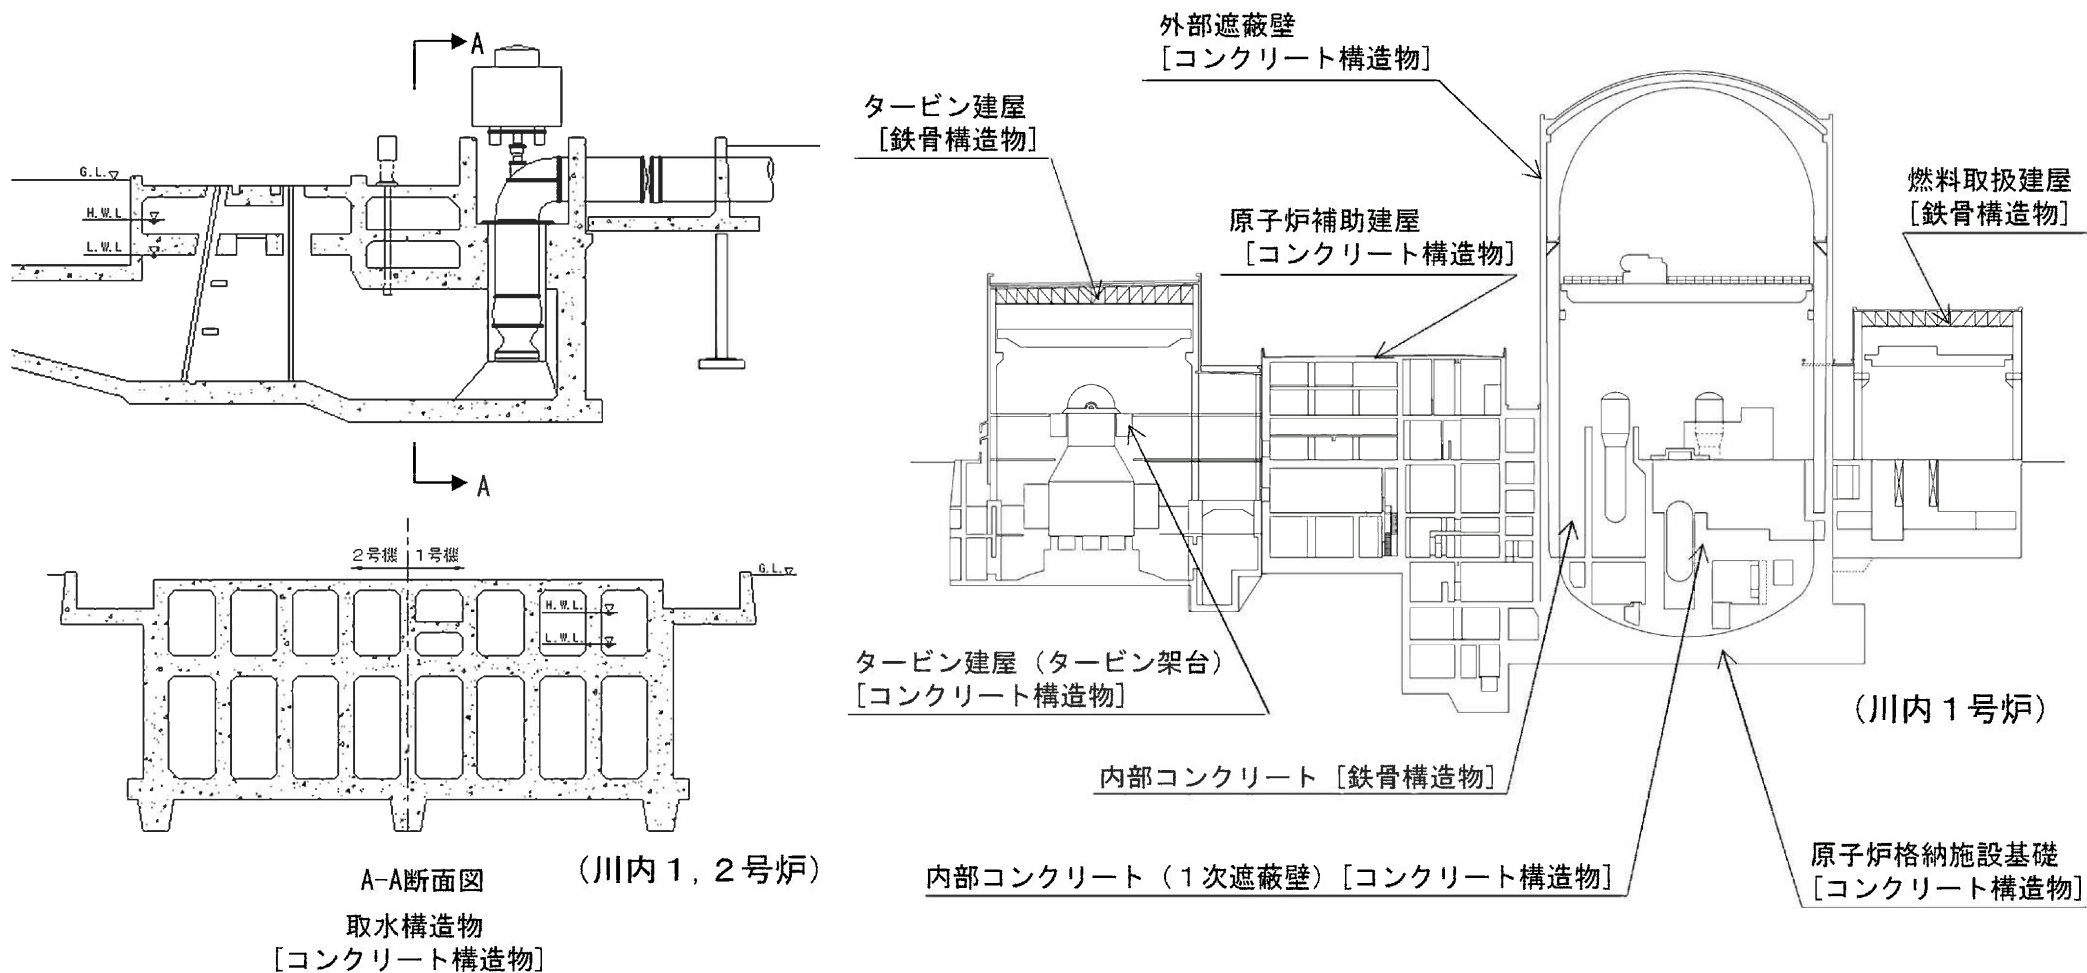 A
G.L.
H.W.L
L.W.L
A
2号機
1号機
G.L.
H.W.L.
L.W.L.
A-A断面図
(川内1,2号炉)
取水構造物
[コンクリート構造物]
外部遮蔽壁
[コンクリート構造物]
タービン建屋
[鉄骨構造物]
原子炉補助建屋
[コンクリート構造物]
燃料取扱建屋
[鉄骨構造物]
タービン建屋(タービン架台)
[コンクリート構造物]
(川内1号炉)
内部コンクリート[鉄骨構造物]
内部コンクリート(1次遮蔽壁)[コンクリート構造物]
原子炉格納施設基礎
[コンクリート構造物]